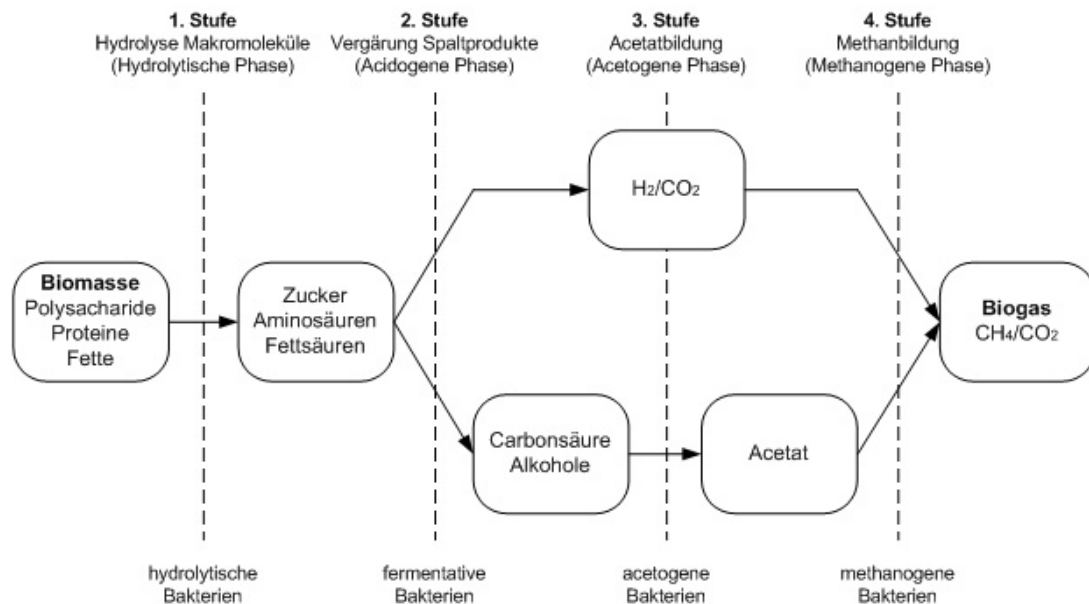 1. Stufe
Hydrolyse Makromoleküle
(Hydrolytische Phase)
2. Stufe
Vergärung Spaltprodukte
(Acidogene Phase)
3. Stufe
Acetatbildung
(Acetogene Phase)
4. Stufe
Methanbildung
(Methanogene Phase)
Biomasse
Polysacharide
Proteine
Fette
Zucker
Aminosäuren
Fettsäuren
H₂/CO₂
Carbonsäure
Alkohole
Acetat
Biogas
CH₄/CO₂
hydrolytische
Bakterien
fermentative
Bakterien
acetogene
Bakterien
methanogene
Bakterien